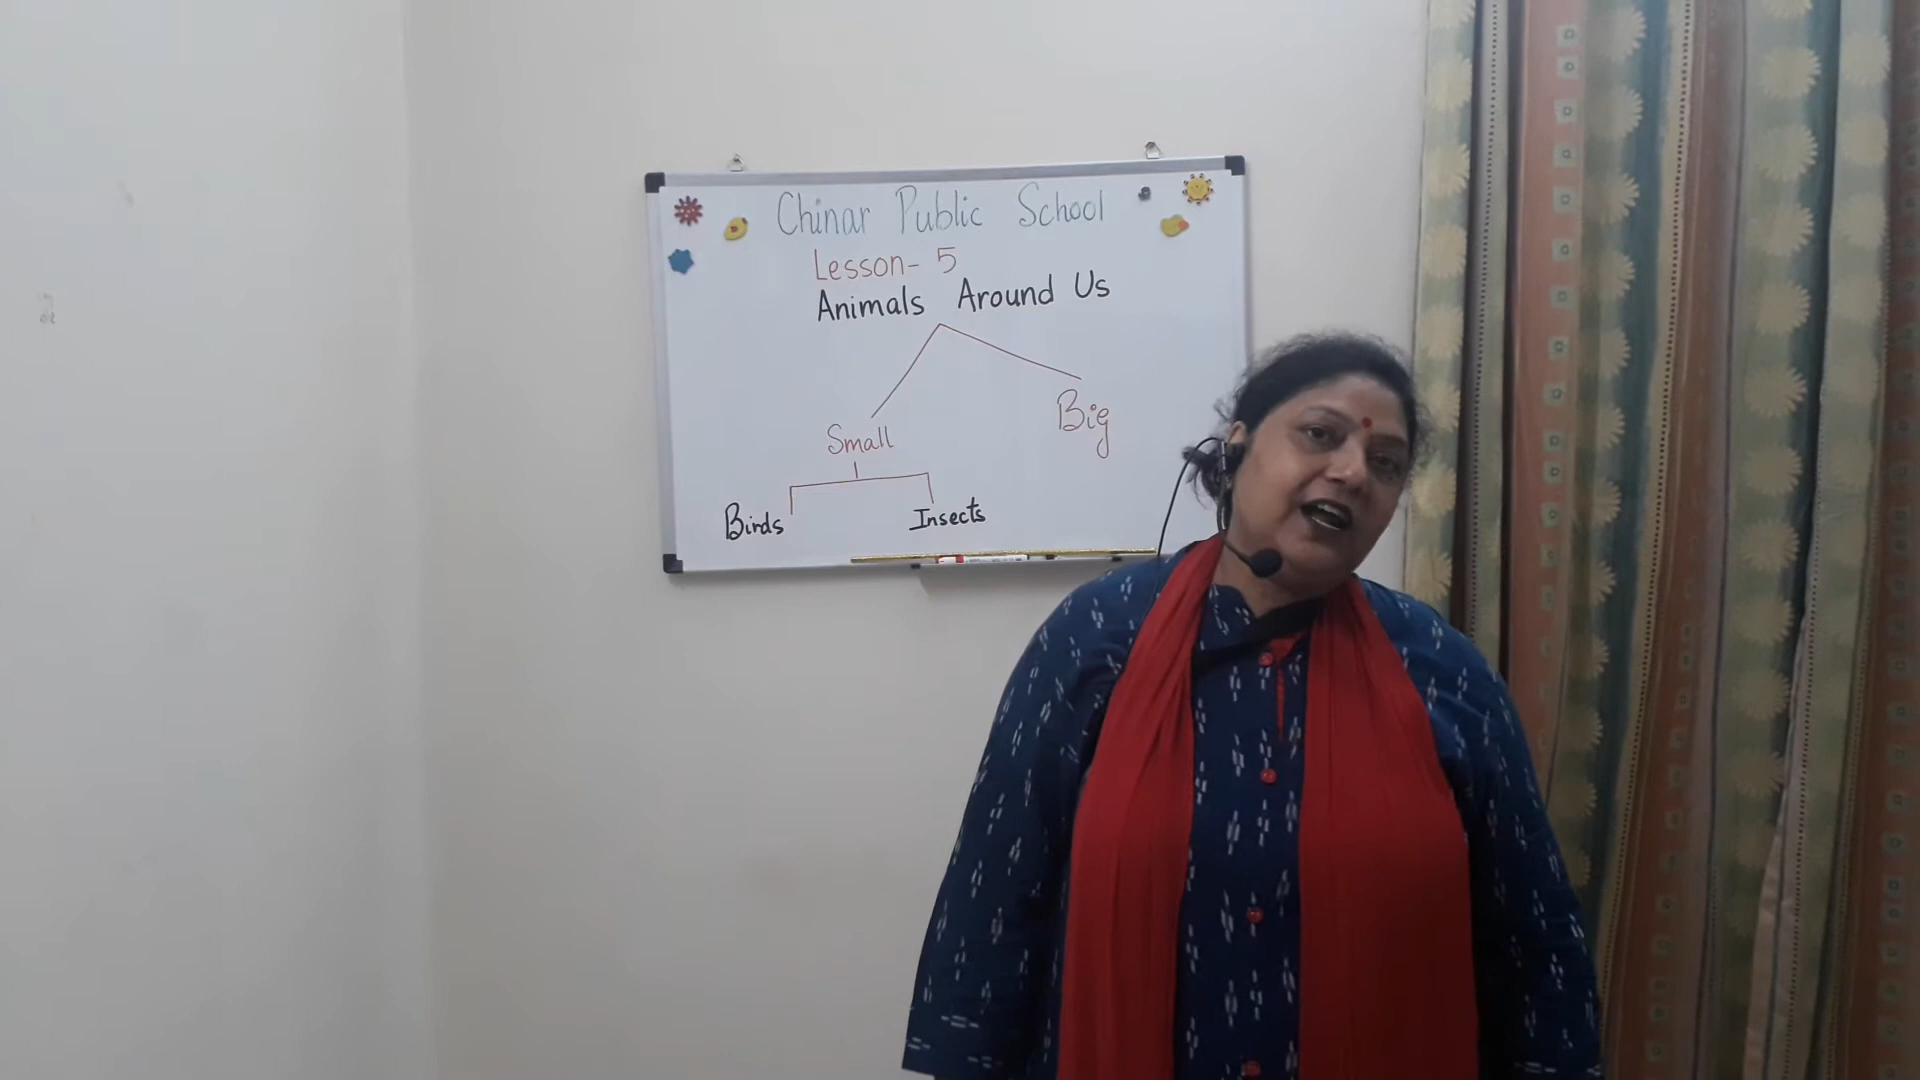 Chinar Public School
Lesson- 5
Animals Around Us
Small
Big
Birds
Insects